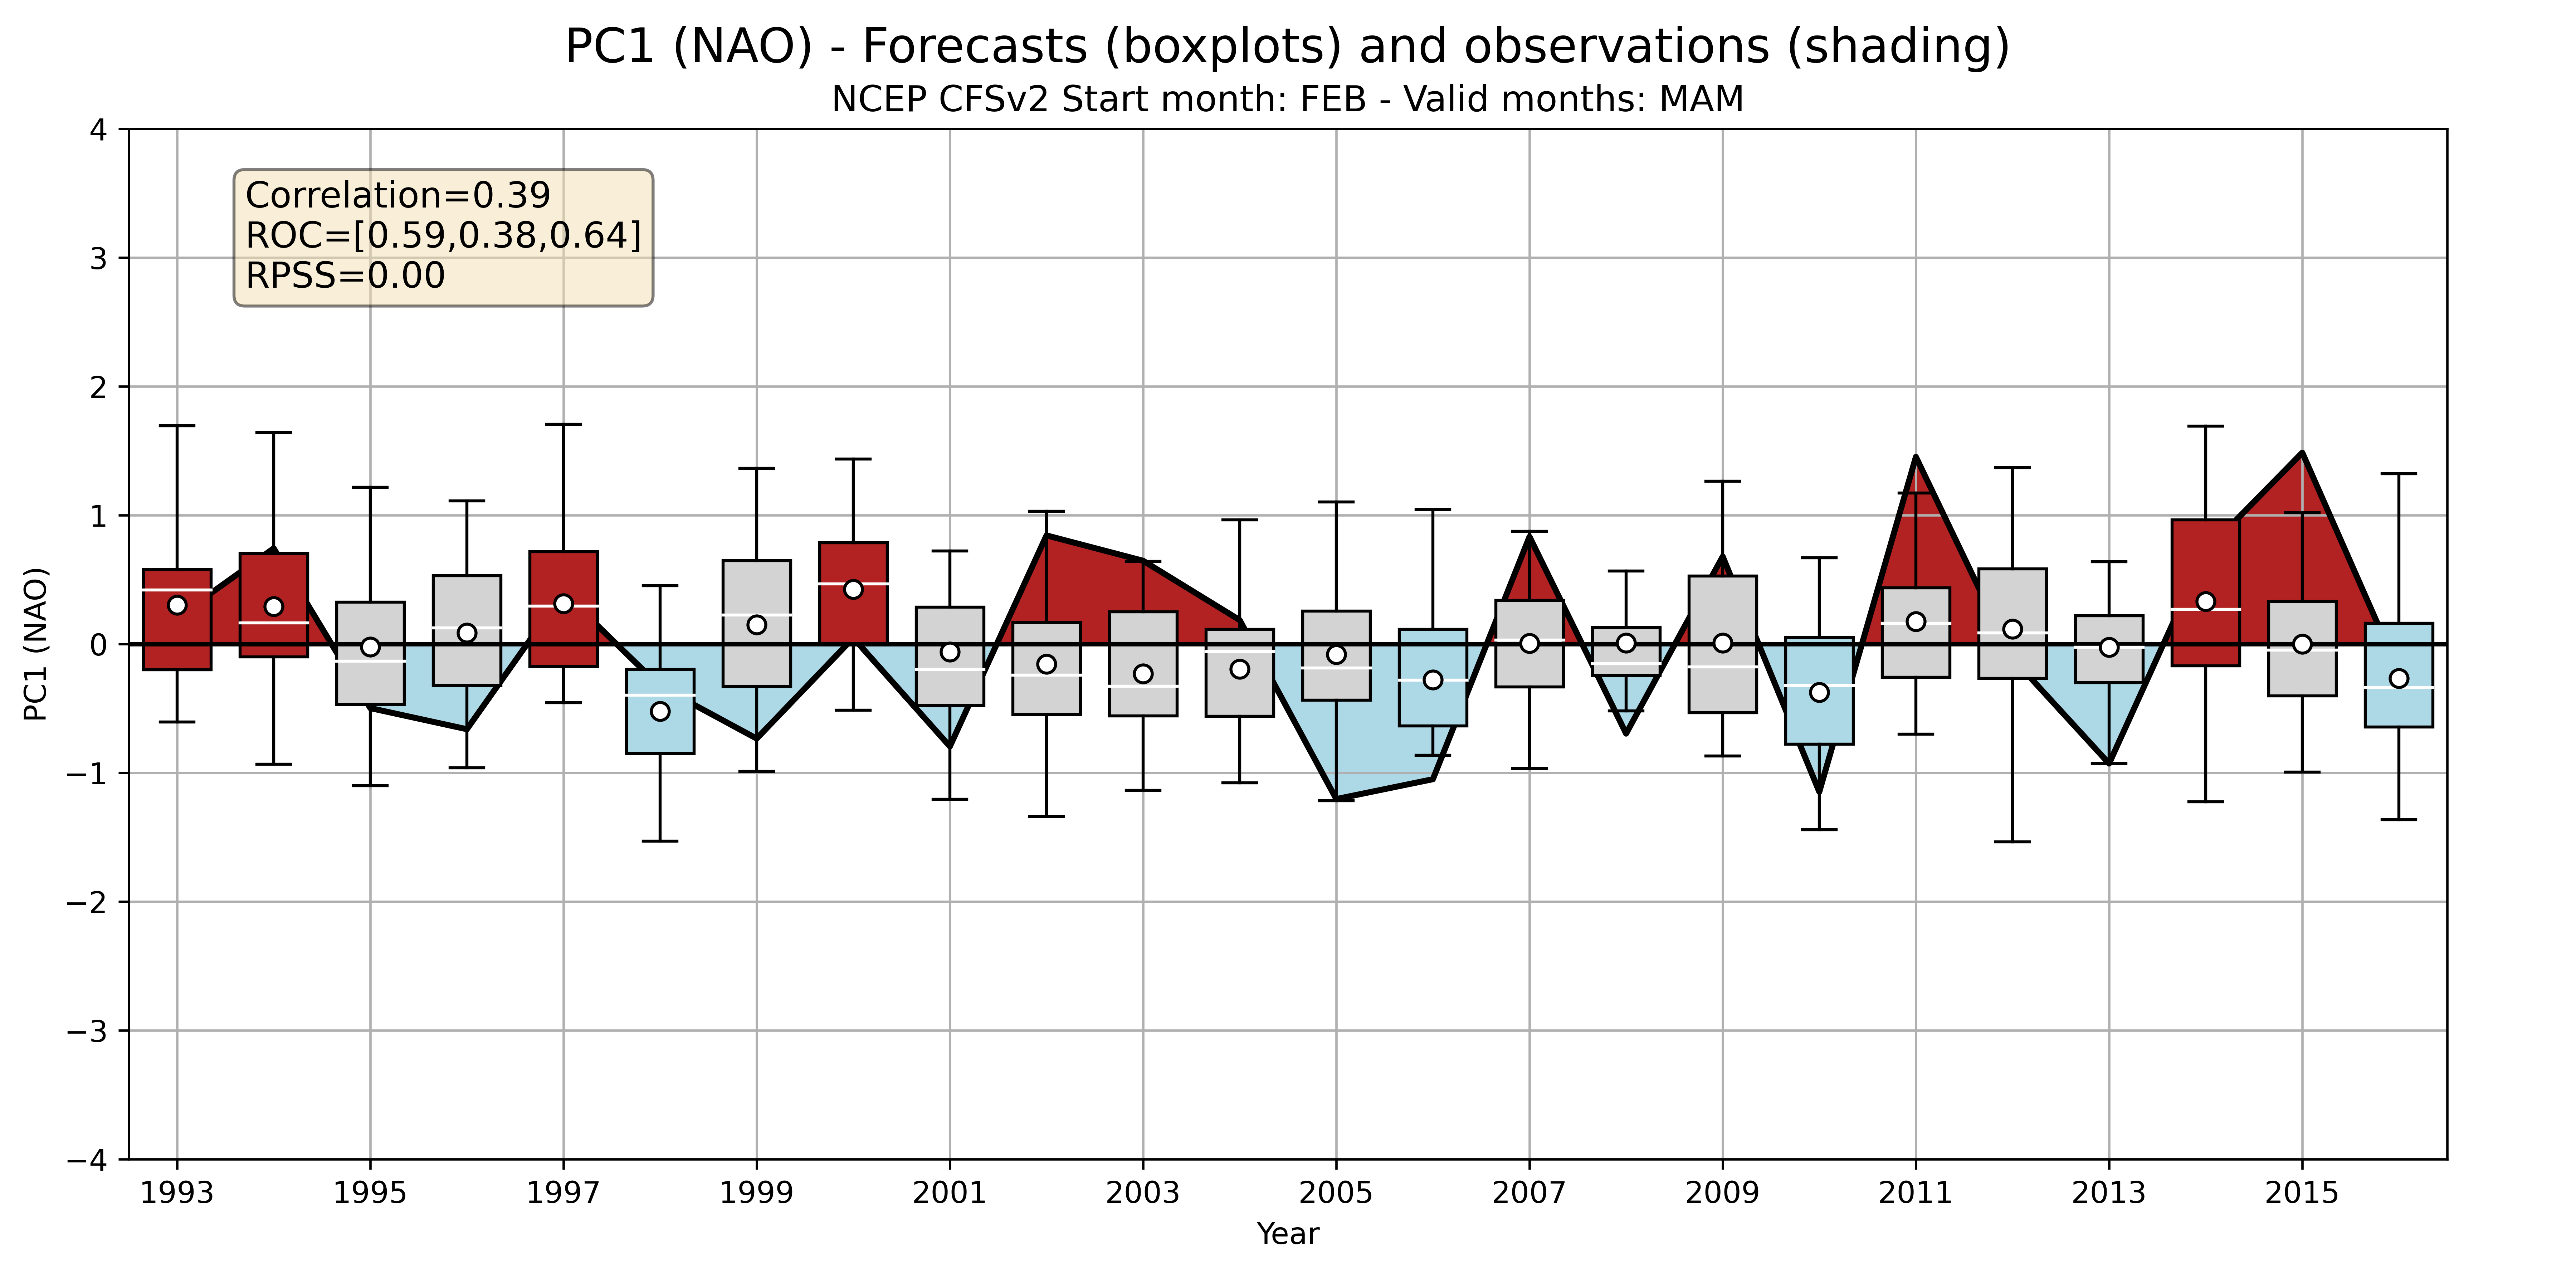 PC1 (NAO) - Forecasts (boxplots) and observations (shading)
NCEP CFSv2 Start month: FEB - Valid months: MAM
Correlation=0.39
ROC=[0.59,0.38,0.64]
RPSS=0.00
4
3
2
1
0
−1
−2
−3
−4
PC1 (NAO)
1993 1995 1997 1999 2001 2003 2005 2007 2009 2011 2013 2015
Year